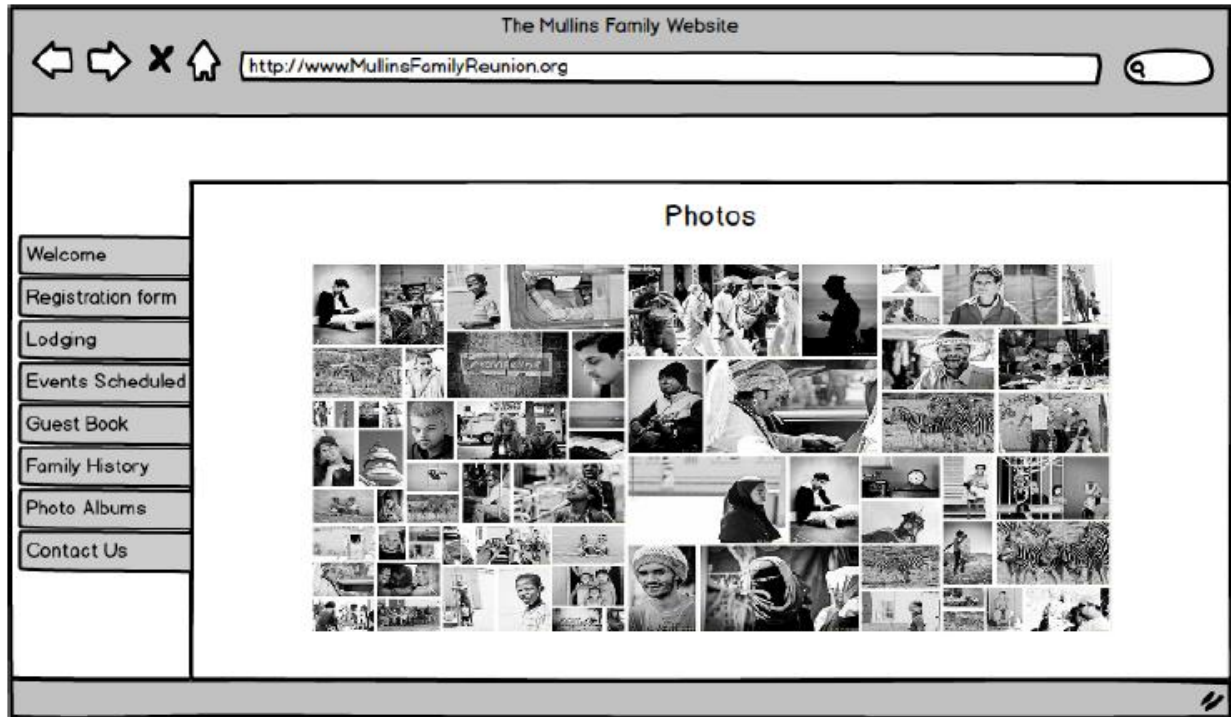 The Mullins Family Website
http://www.MullinsFamilyReunion.org
Photos
Welcome
Registration form
Lodging
Events Scheduled
Guest Book
Family History
Photo Albums
Contact Us